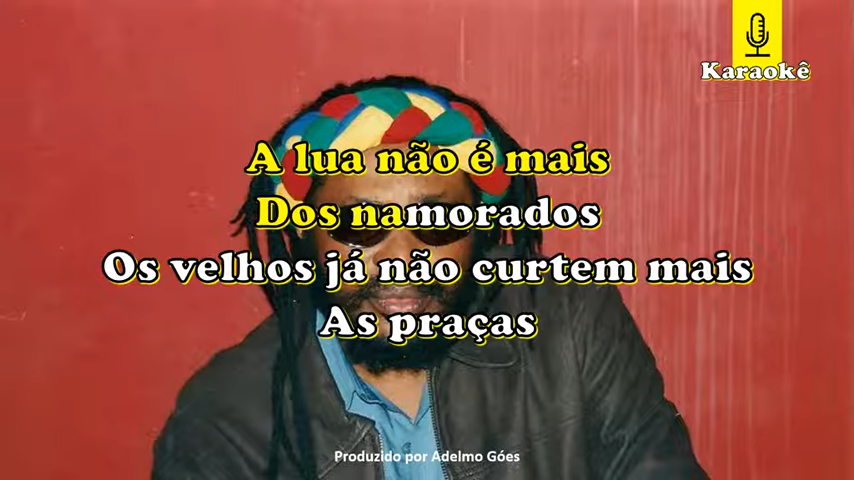 Karaokê
A lua não é mais
Dos namorados
Os velhos já não curtem mais
As praças
Produzido por Adelmo Góes